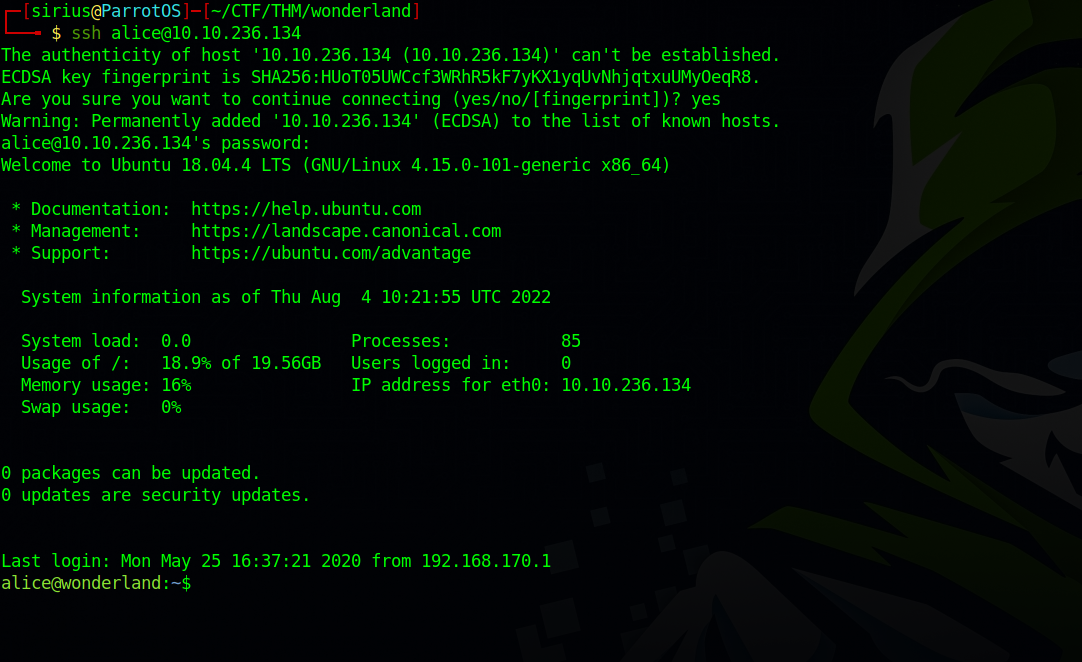 ┌─[sirius@ParrotOS]─[~/CTF/THM/wonderland]
└──╼ $ ssh alice@10.10.236.134
The authenticity of host '10.10.236.134 (10.10.236.134)' can't be established.
ECDSA key fingerprint is SHA256:HUoT05UWCcf3WRhR5kF7yKX1yqUvNhjqtxuUMyOeqR8.
Are you sure you want to continue connecting (yes/no/[fingerprint])? yes
Warning: Permanently added '10.10.236.134' (ECDSA) to the list of known hosts.
alice@10.10.236.134's password:
Welcome to Ubuntu 18.04.4 LTS (GNU/Linux 4.15.0-101-generic x86_64)

 * Documentation:  https://help.ubuntu.com
 * Management:     https://landscape.canonical.com
 * Support:        https://ubuntu.com/advantage

  System information as of Thu Aug  4 10:21:55 UTC 2022

  System load:  0.0                Processes:           85
  Usage of /:   18.9% of 19.56GB   Users logged in:     0
  Memory usage: 16%                IP address for eth0: 10.10.236.134
  Swap usage:   0%


0 packages can be updated.
0 updates are security updates.


Last login: Mon May 25 16:37:21 2020 from 192.168.170.1
alice@wonderland:~$